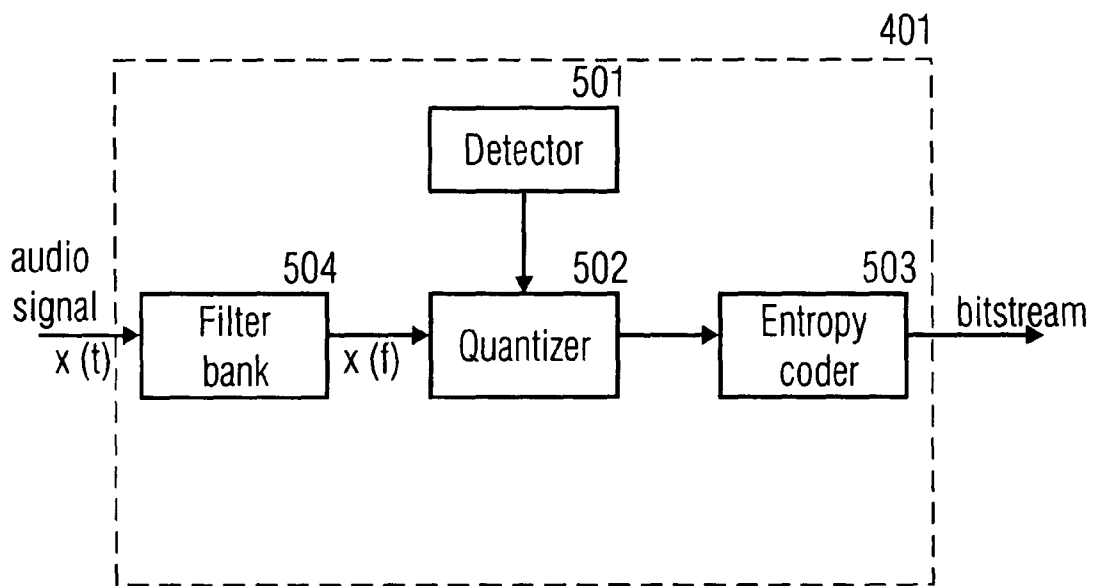 401
501
Detector
audio
signal
x (t)
504
Filter
bank
x (f)
502
Quantizer
503
Entropy
coder
bitstream